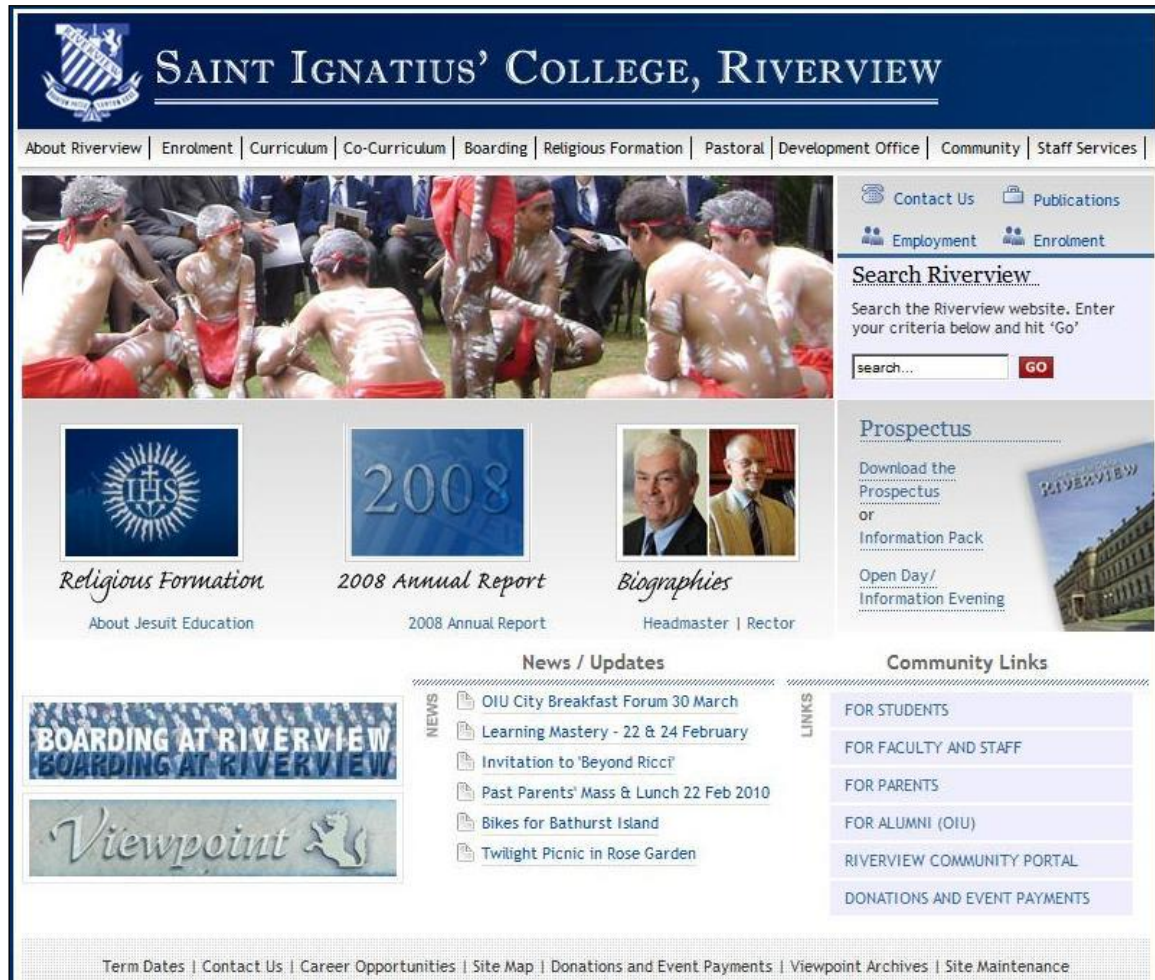 RIVERVIEW
SAINT IGNATIUS' COLLEGE, RIVERVIEW
About Riverview | Enrolment | Curriculum | Co-Curriculum | Boarding | Religious Formation | Pastoral | Development Office | Community | Staff Services |
Contact Us
Publications
Employment
Enrolment
Search Riverview
Search the Riverview website. Enter
your criteria below and hit 'Go'
search...
GO
IHS
2008
Religious Formation
2008 Annual Report
Biographies
About Jesuit Education
2008 Annual Report
Headmaster | Rector
Prospectus
Download the
Prospectus
or
Information Pack
Open Day/
Information Evening
RIVERVIEW
BOARDING AT RIVERVIEW
BOARDING AT RIVERVIEW
Viewpoint
News / Updates
NEWS
OIU City Breakfast Forum 30 March
Learning Mastery - 22 & 24 February
Invitation to 'Beyond Ricci'
Past Parents' Mass & Lunch 22 Feb 2010
Bikes for Bathurst Island
Twilight Picnic in Rose Garden
Community Links
LINKS
FOR STUDENTS
FOR FACULTY AND STAFF
FOR PARENTS
FOR ALUMNI (OIU)
RIVERVIEW COMMUNITY PORTAL
DONATIONS AND EVENT PAYMENTS
Term Dates | Contact Us | Career Opportunities | Site Map | Donations and Event Payments | Viewpoint Archives | Site Maintenance